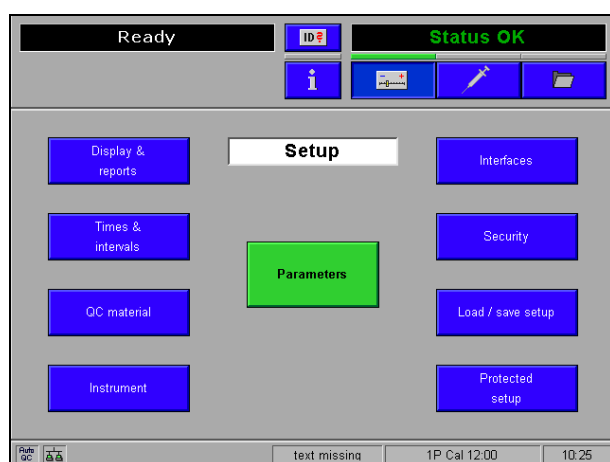 Ready
ID
Status OK
i
Display &
reports
Setup
Interfaces
Times &
intervals
Security
Parameters
QC material
Load / save setup
Instrument
Protected
setup
Auto
QC
text missing
1P Cal 12:00
10:25